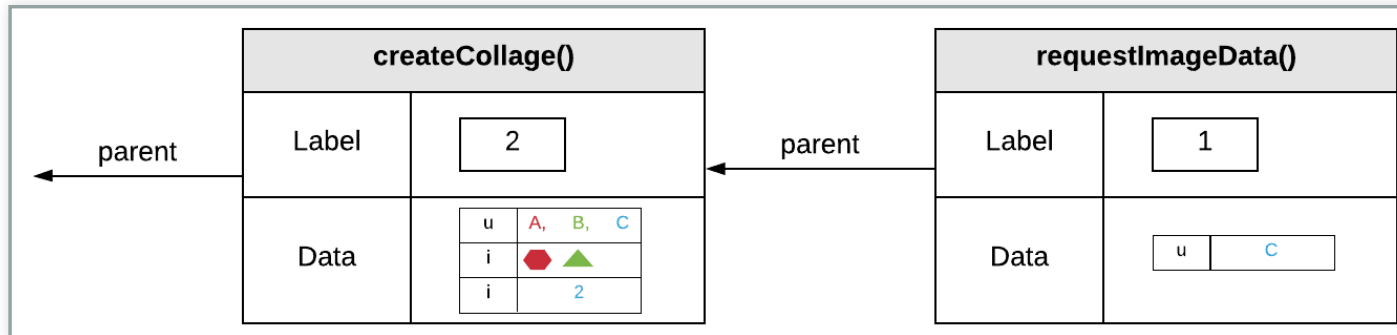 createCollage()
requestImageData()
parent
Label
2
parent
Label
1
Data
u A, B, C
i
i 2
Data
u C